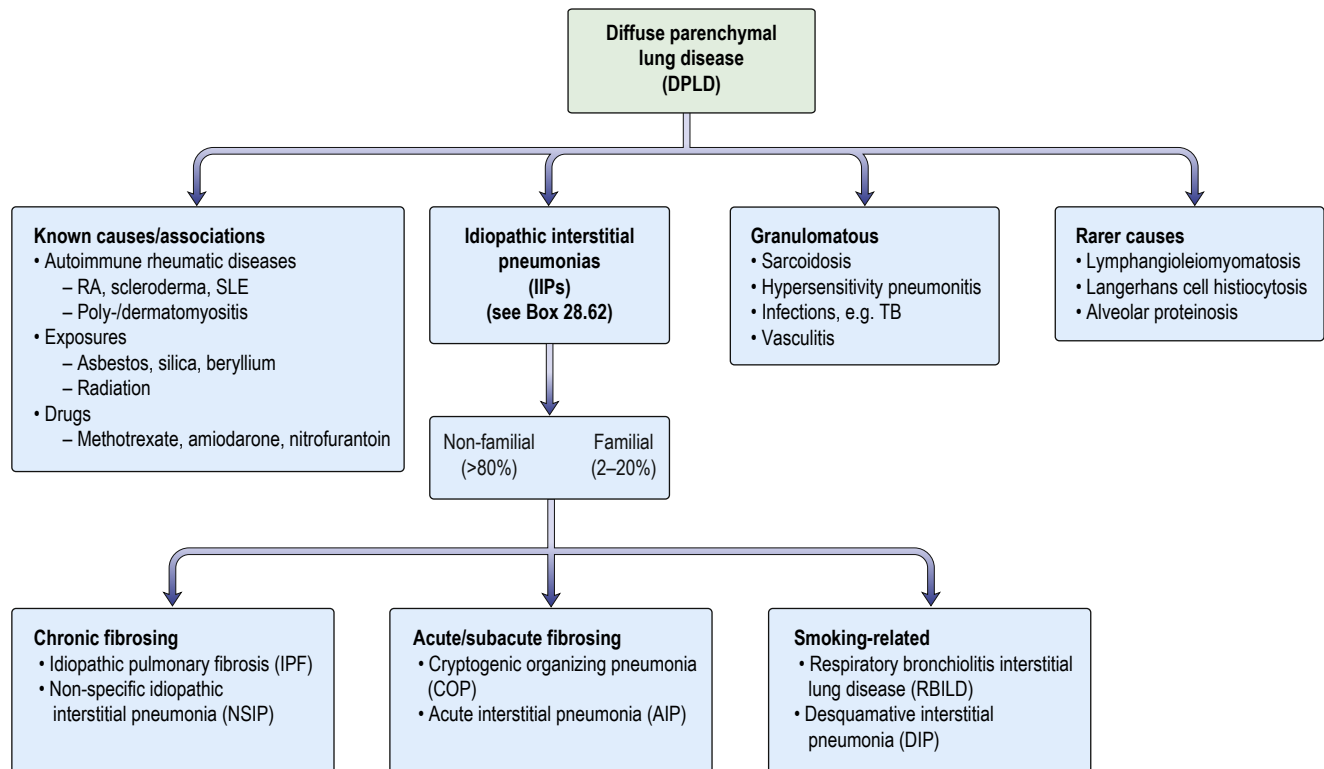 Diffuse parenchymal
lung disease
(DPLD)
Known causes/associations
• Autoimmune rheumatic diseases
– RA, scleroderma, SLE
– Poly-/dermatomyositis
• Exposures
– Asbestos, silica, beryllium
– Radiation
• Drugs
– Methotrexate, amiodarone, nitrofurantoin
Idiopathic interstitial
pneumonias
(IIPs)
(see Box 28.62)
Granulomatous
• Sarcoidosis
• Hypersensitivity pneumonitis
• Infections, e.g. TB
• Vasculitis
Rarer causes
• Lymphangioleiomyomatosis
• Langerhans cell histiocytosis
• Alveolar proteinosis
Non-familial
(>80%)
Familial
(2–20%)
Chronic fibrosing
• Idiopathic pulmonary fibrosis (IPF)
• Non-specific idiopathic
interstitial pneumonia (NSIP)
Acute/subacute fibrosing
• Cryptogenic organizing pneumonia
(COP)
• Acute interstitial pneumonia (AIP)
Smoking-related
• Respiratory bronchiolitis interstitial
lung disease (RBILD)
• Desquamative interstitial
pneumonia (DIP)